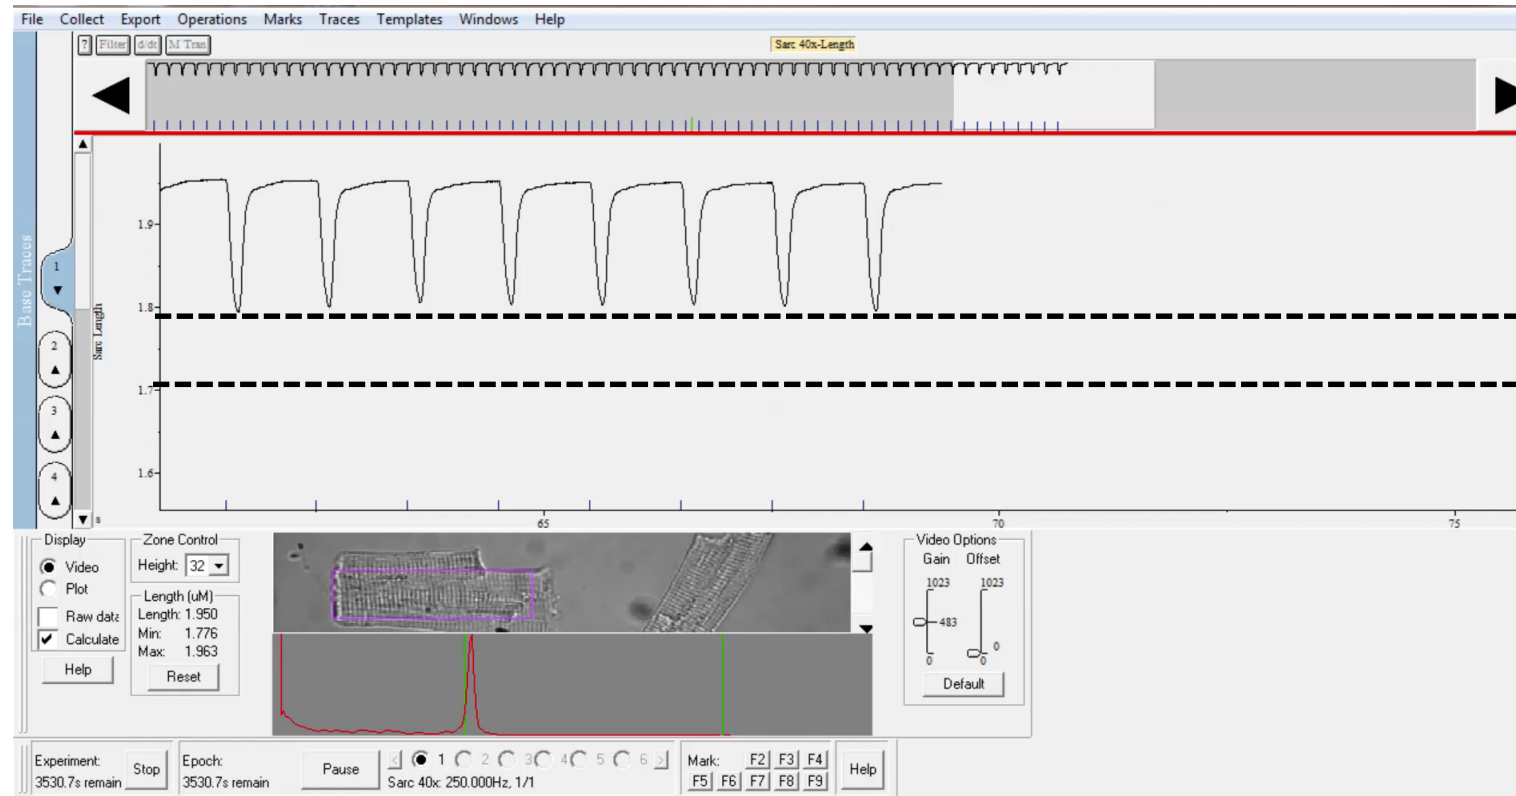 File Collect Export Operations Marks Traces Templates Windows Help
? Filter d/dt M Tran
Sarc 40x-Length
Base Traces
1
2
3
4
Sarc Length
1.9
1.8
1.7
1.6
s
65 70 75
Display
Video
Plot
Raw data
Calculate
Help
Zone Control
Height: 32
Length (uM)
Length: 1.950
Min: 1.776
Max: 1.963
Reset
Video Options
Gain Offset
1023 1023
483
0
0 0
Default
Experiment:
3530.7s remain
Stop
Epoch:
3530.7s remain
Pause
< 1 2 3 4 5 6 >
Sarc 40x: 250.000Hz, 1/1
Mark: F2 F3 F4
F5 F6 F7 F8 F9
Help